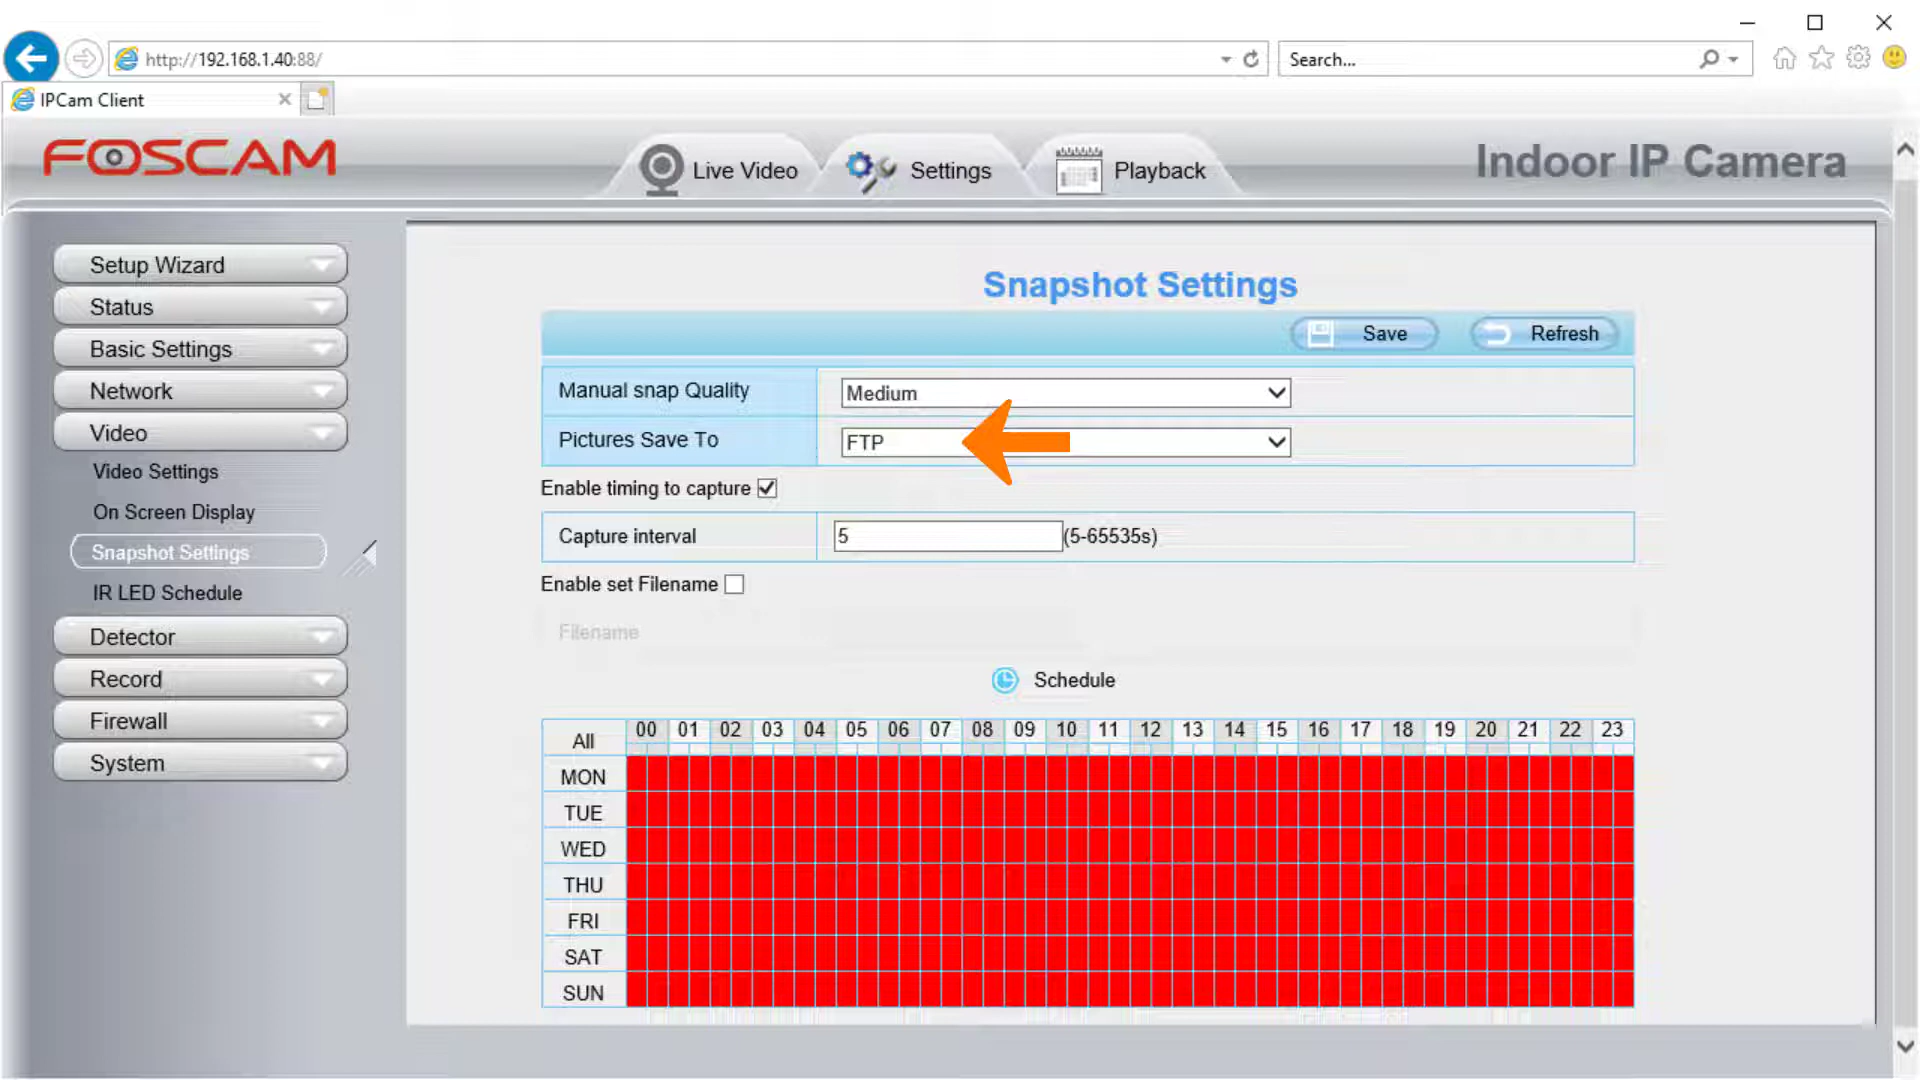 http://192.168.1.40:88/
Search...
IPCam Client
FOSCAM
Live Video
Settings
Playback
Indoor IP Camera
Setup Wizard
Status
Basic Settings
Network
Video
Video Settings
On Screen Display
Snapshot Settings
IR LED Schedule
Detector
Record
Firewall
System
Snapshot Settings
Save
Refresh
Manual snap Quality
Medium
Pictures Save To
FTP
Enable timing to capture
Capture interval
5
(5-65535s)
Enable set Filename
Filename
Schedule
All 00 01 02 03 04 05 06 07 08 09 10 11 12 13 14 15 16 17 18 19 20 21 22 23
MON
TUE
WED
THU
FRI
SAT
SUN